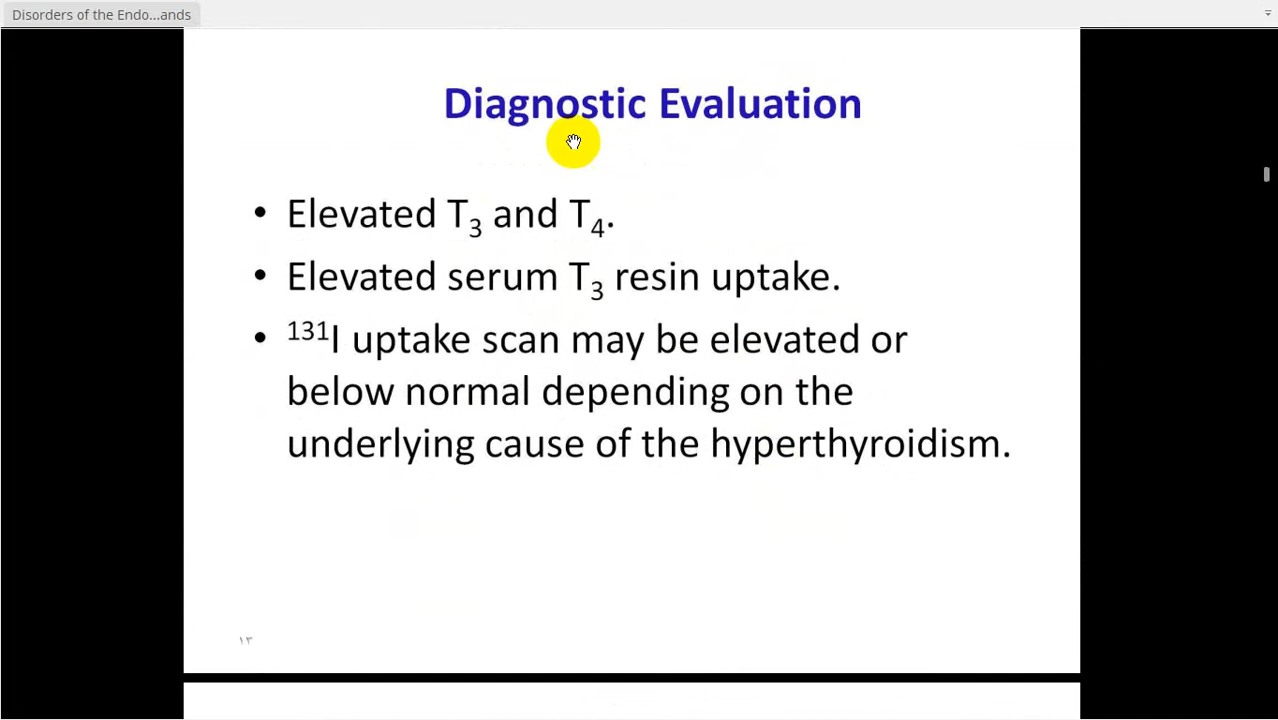 Disorders of the Endo...ands
Diagnostic Evaluation
• Elevated T₃ and T₄.
• Elevated serum T₃ resin uptake.
• ¹³¹I uptake scan may be elevated or
below normal depending on the
underlying cause of the hyperthyroidism.
١٣